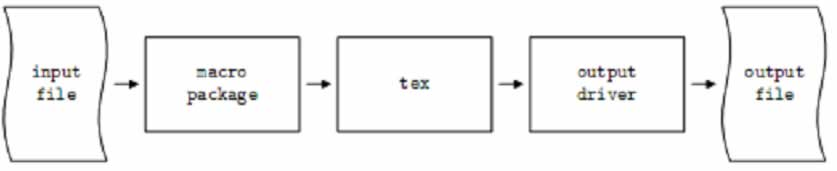 input
file
macro
package
tex
output
driver
output
file